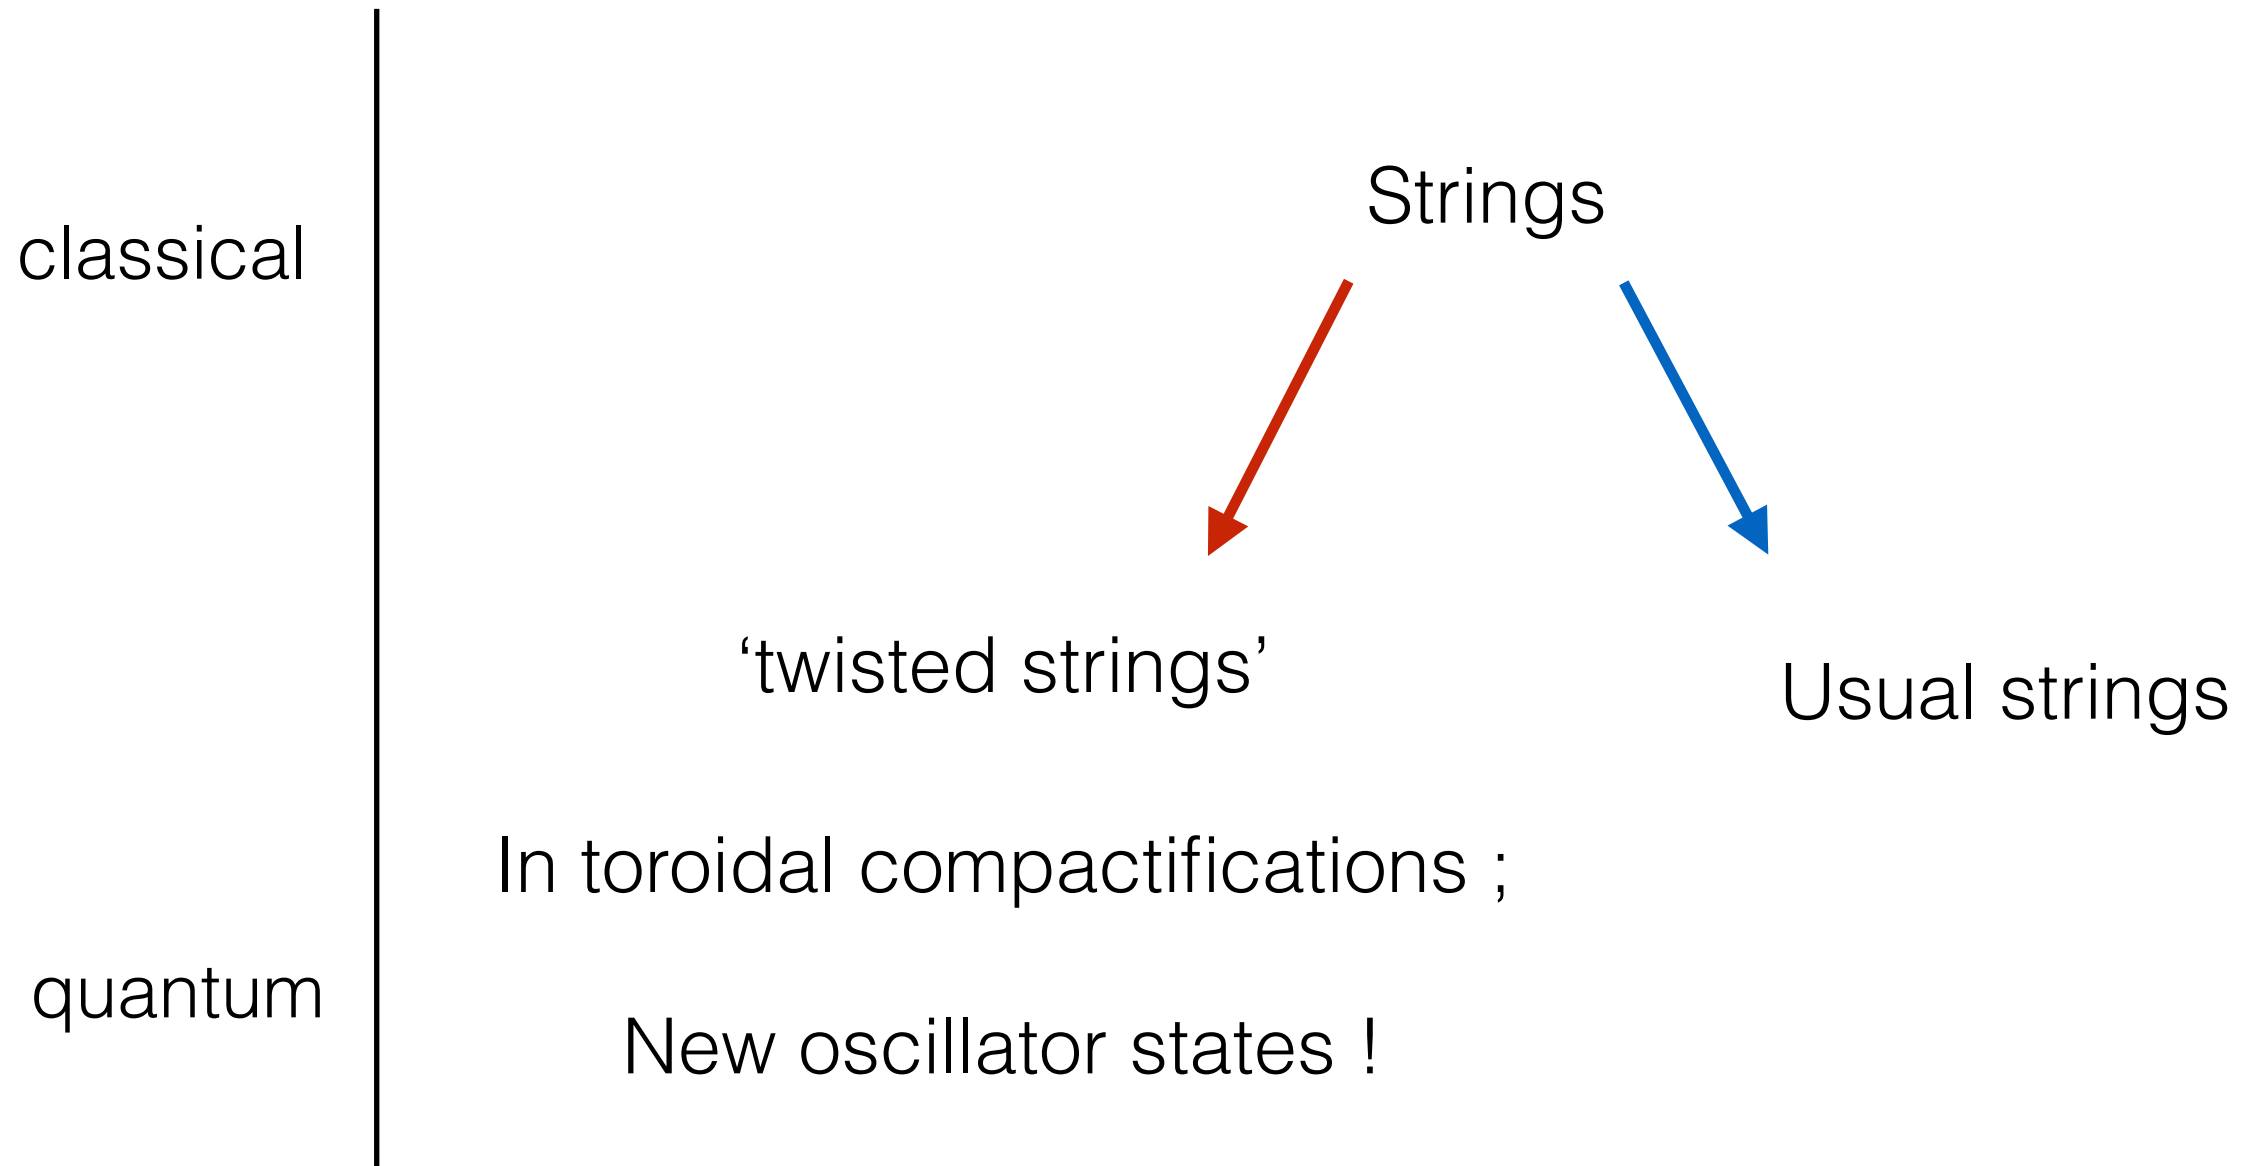 Strings
classical
‘twisted strings’
Usual strings
In toroidal compactifications ;
quantum
New oscillator states !